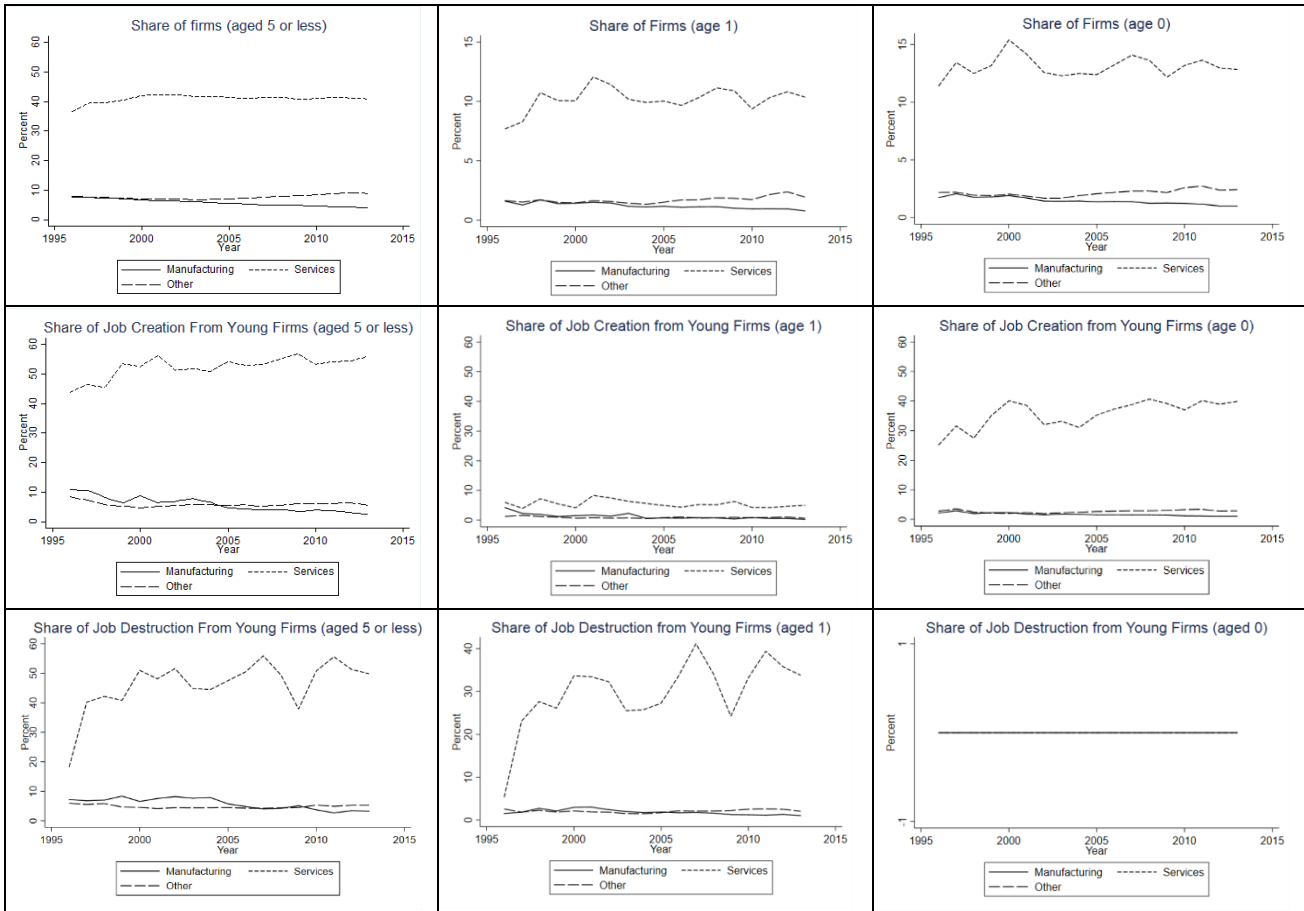 Share of firms (aged 5 or less)
60
50
40
30
20
10
0
Percent
1995 2000 2005 2010 2015
Year
Manufacturing Services
Other
Share of Firms (age 1)
15
10
5
0
Percent
1995 2000 2005 2010 2015
Year
Manufacturing Services
Other
Share of Firms (age 0)
15
10
5
0
Percent
1995 2000 2005 2010 2015
Year
Manufacturing Services
Other
Share of Job Creation From Young Firms (aged 5 or less)
60
50
40
30
20
10
0
Percent
1995 2000 2005 2010 2015
Year
Manufacturing Services
Other
Share of Job Creation from Young Firms (age 1)
60
50
40
30
20
10
0
Percent
1995 2000 2005 2010 2015
Year
Manufacturing Services
Other
Share of Job Creation from Young Firms (age 0)
60
50
40
30
20
10
0
Percent
1995 2000 2005 2010 2015
Year
Manufacturing Services
Other
Share of Job Destruction From Young Firms (aged 5 or less)
60
50
40
30
20
10
0
Percent
1995 2000 2005 2010 2015
Year
Manufacturing Services
Other
Share of Job Destruction from Young Firms (aged 1)
40
30
20
10
0
Percent
1995 2000 2005 2010 2015
Year
Manufacturing Services
Other
Share of Job Destruction from Young Firms (aged 0)
1
-1
Percent
1995 2000 2005 2010 2015
Year
Manufacturing Services
Other